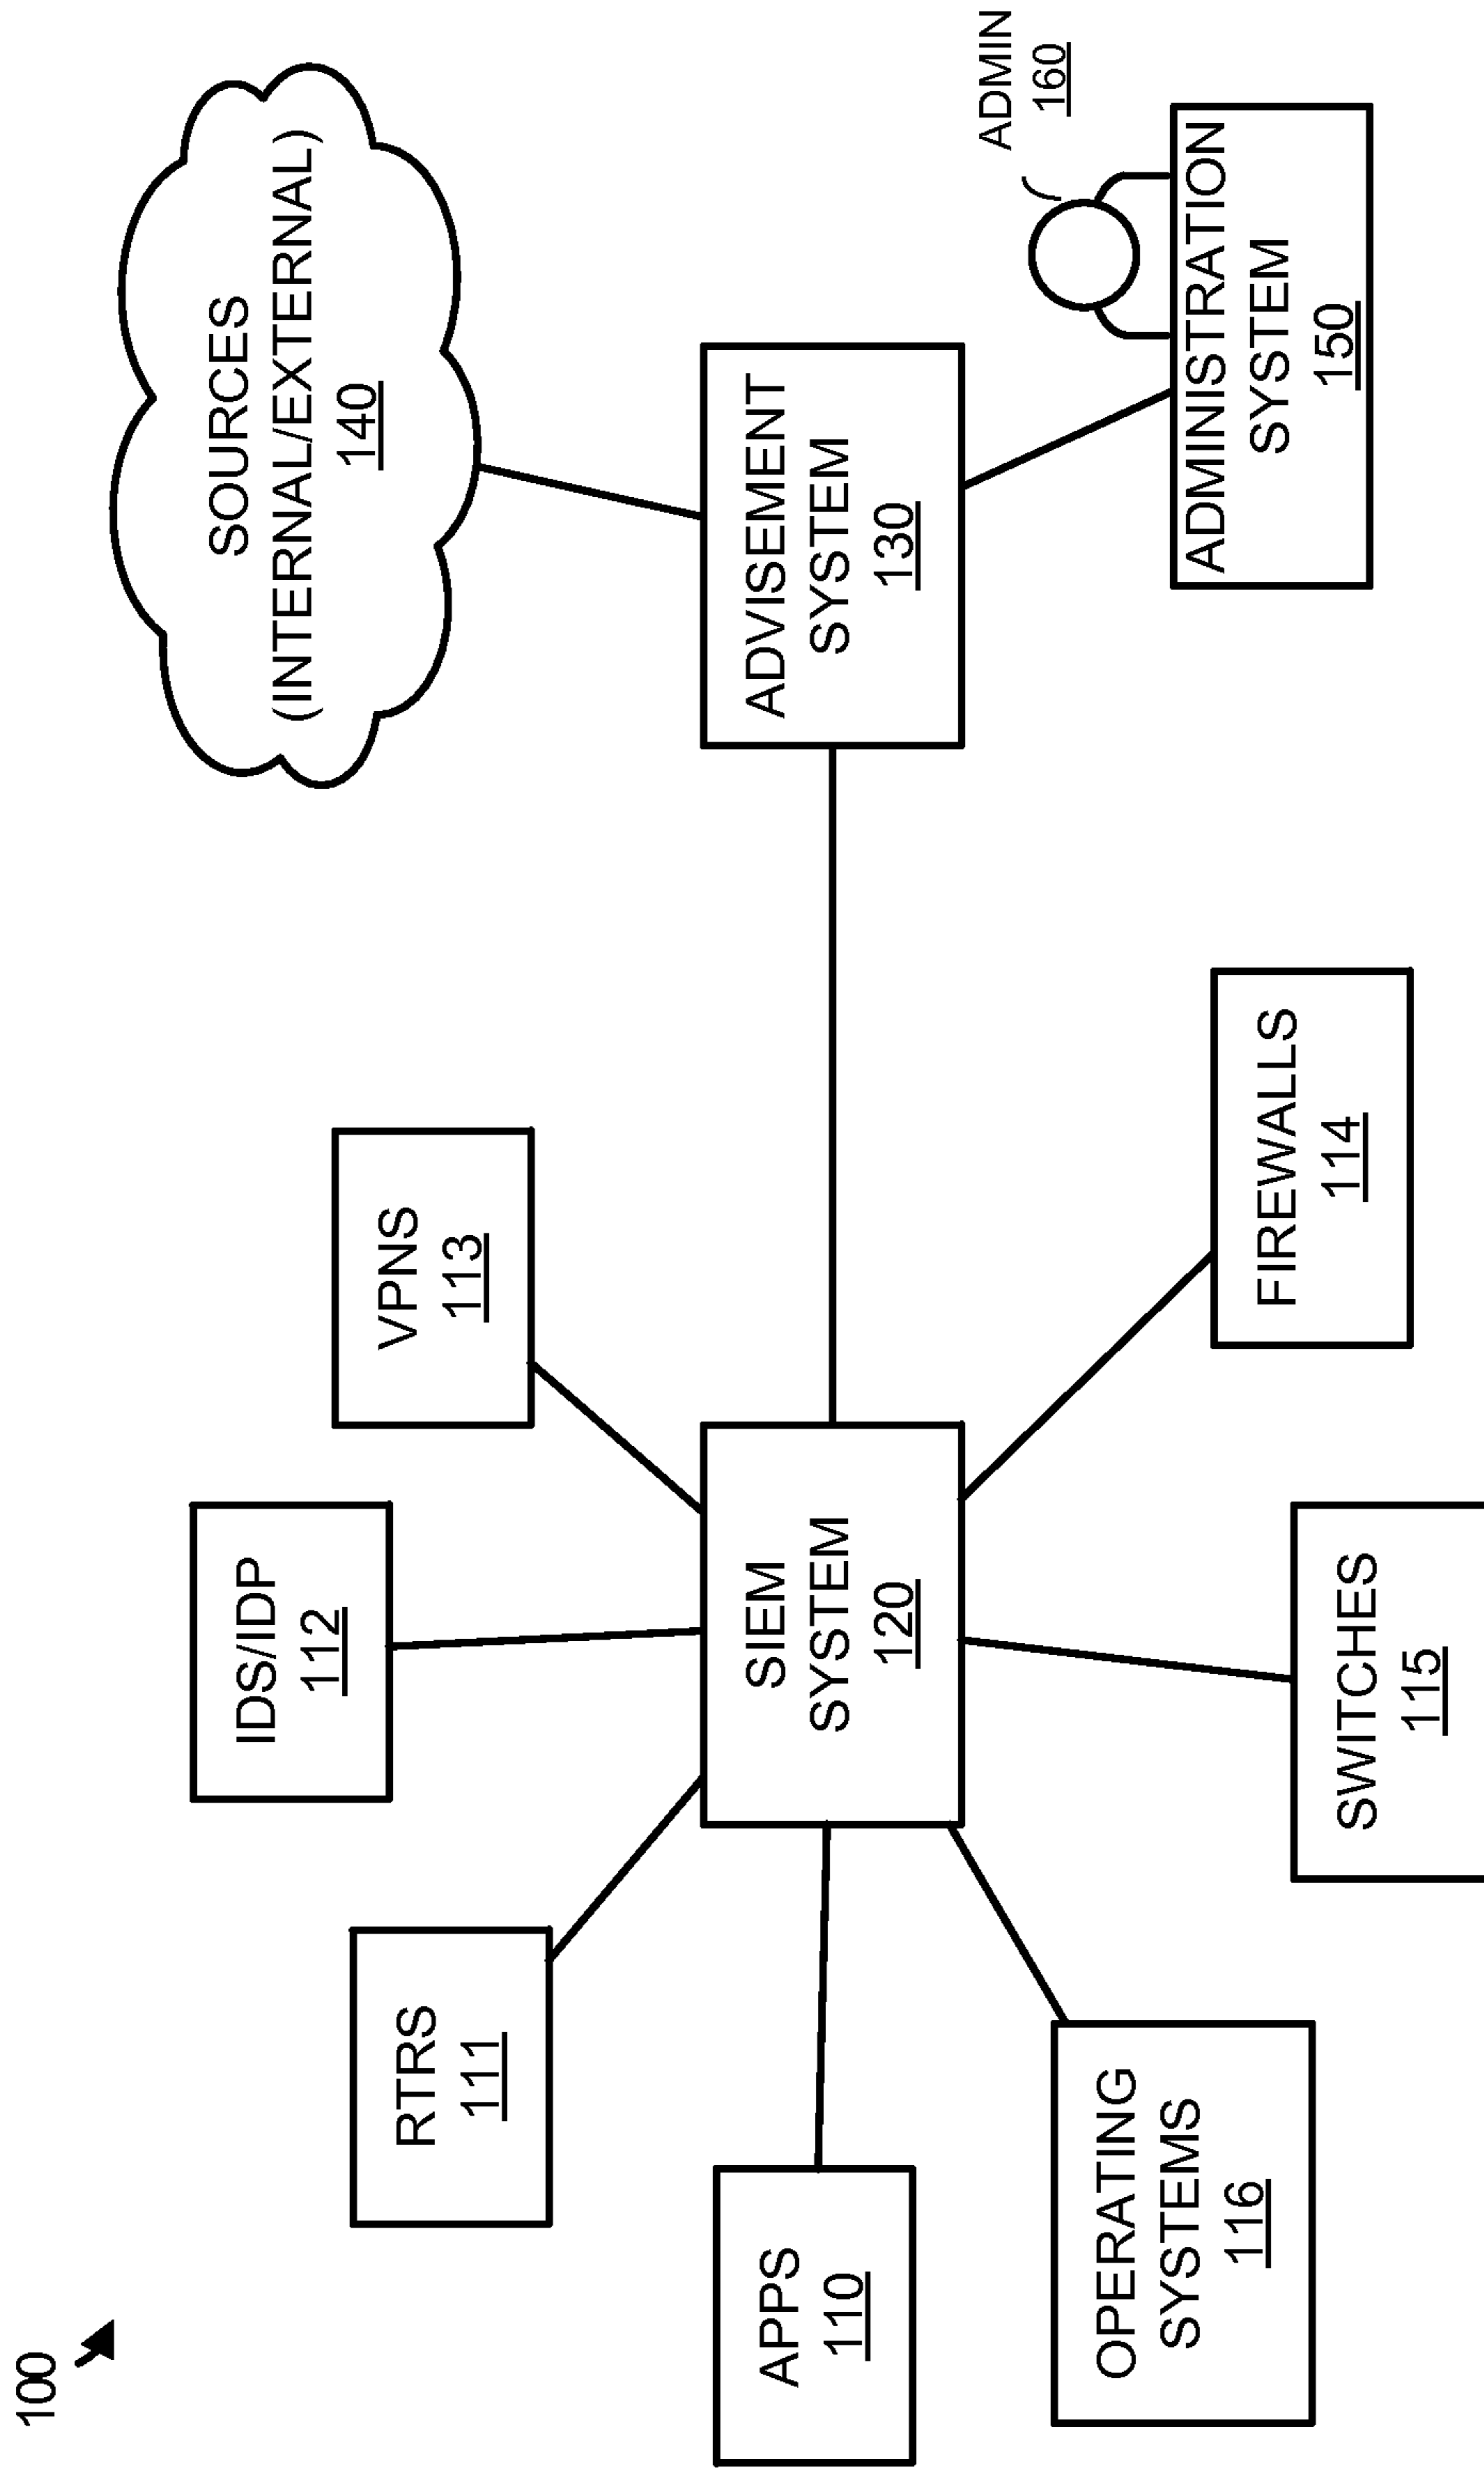 100
RTRS
111
IDS/IDP
112
VPNS
113
APPS
110
SIEM
SYSTEM
120
OPERATING
SYSTEMS
116
SWITCHES
115
FIREWALLS
114
SOURCES
(INTERNAL/EXTERNAL)
140
ADVISEMENT
SYSTEM
130
ADMIN
160
ADMINISTRATION
SYSTEM
150